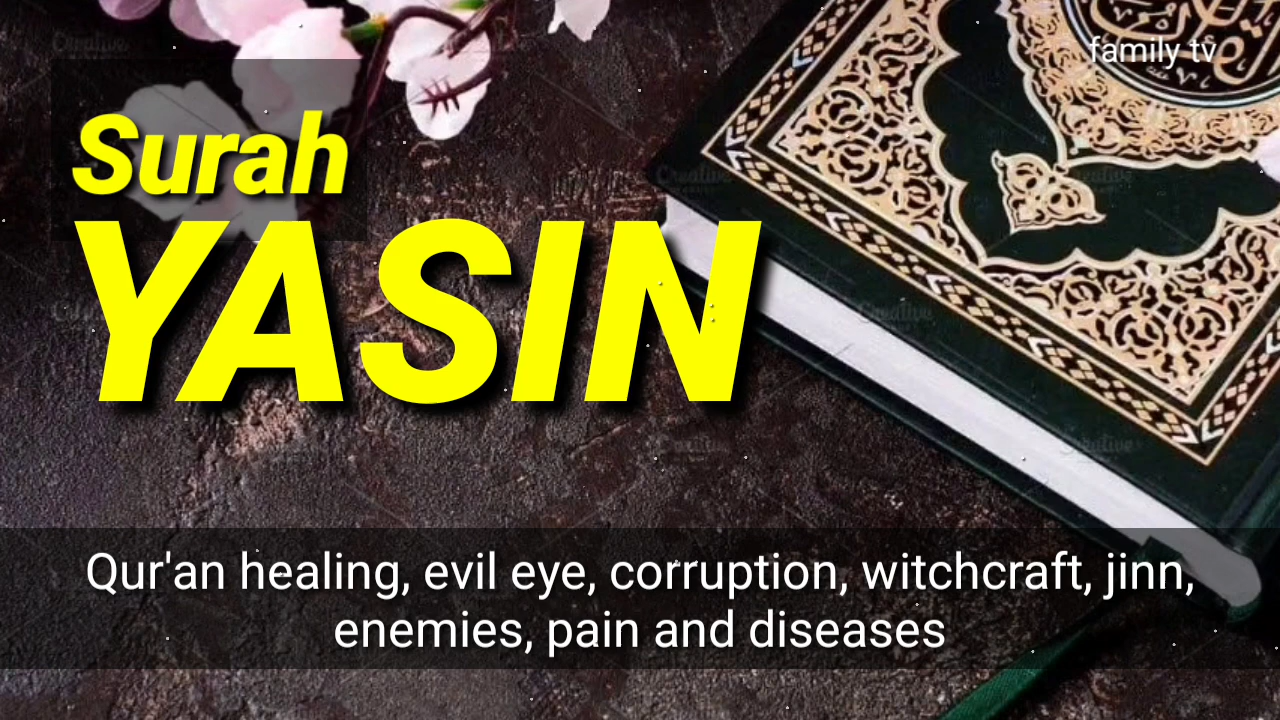 family tv
Surah
YASIN
Qur'an healing, evil eye, corruption, witchcraft, jinn,
enemies, pain and diseases